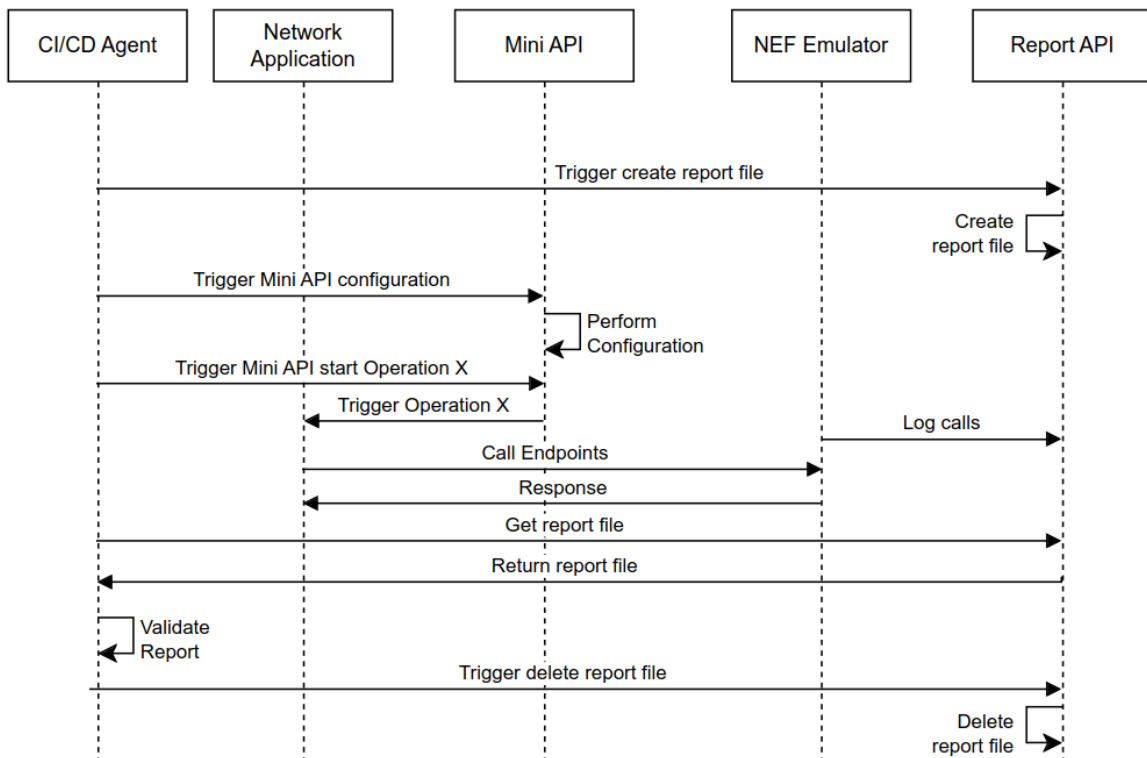 CI/CD Agent
Network
Application
Mini API
NEF Emulator
Report API
Trigger create report file
Create
report file
Trigger Mini API configuration
Perform
Configuration
Trigger Mini API start Operation X
Trigger Operation X
Log calls
Call Endpoints
Response
Get report file
Return report file
Validate
Report
Trigger delete report file
Delete
report file